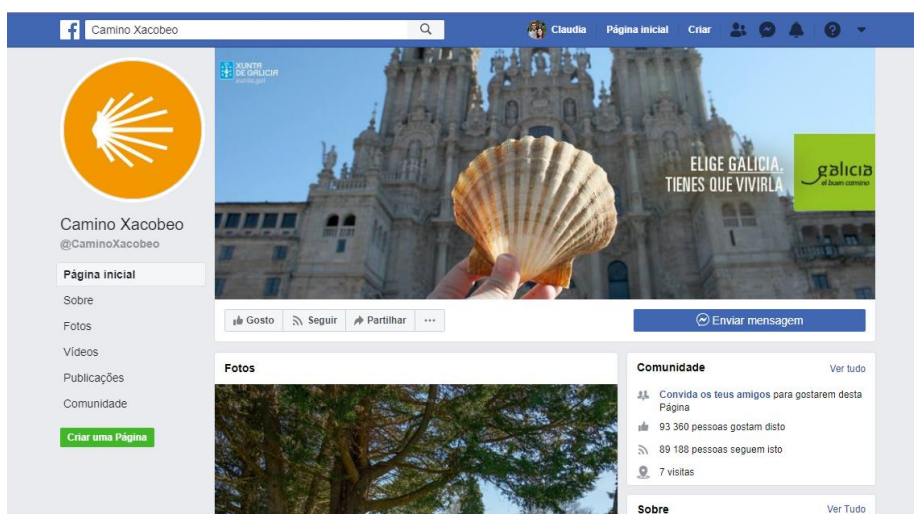 Camino Xacobeo
Claudia
Página inicial
Criar
XUNTA
DE GALICIA
xunta.gal
ELIGE GALICIA.
TIENES QUE VIVIRLA
galicia
el buen camino
Camino Xacobeo
@CaminoXacobeo
Página inicial
Sobre
Fotos
Vídeos
Publicações
Comunidade
Criar uma Página
Gosto
Seguir
Partilhar
Enviar mensagem
Fotos
Comunidade
Ver tudo
Convida os teus amigos para gostarem desta
Página
93 360 pessoas gostam disto
89 188 pessoas seguem isto
7 visitas
Sobre
Ver Tudo